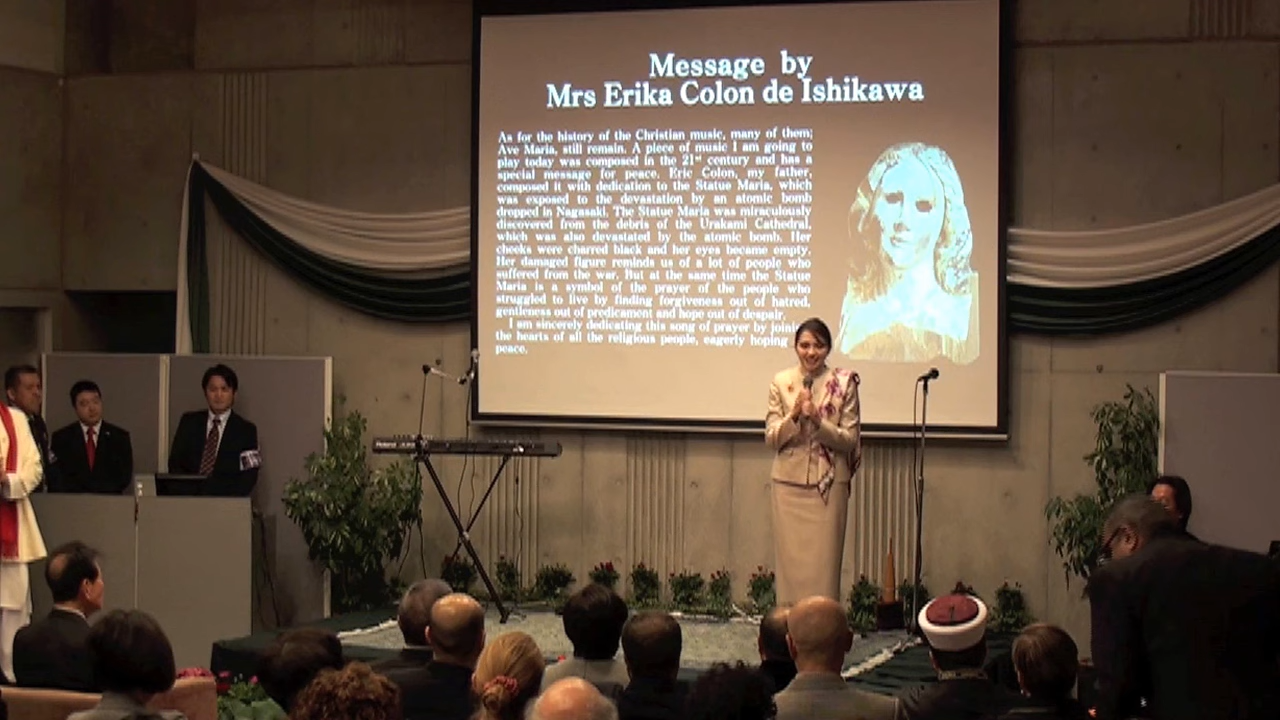 Message by
Mrs Erika Colon de Ishikawa
As for the history of the Christian music, many of them;
Ave Maria, still remain. A piece of music I am going to
play today was composed in the 21st century and has a
special message for peace. Eric Colon, my father,
composed it with dedication to the Statue Maria, which
was exposed to the devastation by an atomic bomb
dropped in Nagasaki. The Statue Maria was miraculously
discovered from the debris of the Urakami Cathedral,
which was also devastated by the atomic bomb. Her
cheeks were charred black and her eyes became empty.
Her damaged figure reminds us of a lot of people who
suffered from the war. But at the same time the Statue
Maria is a symbol of the prayer of the people who
struggled to live by finding forgiveness out of hatred,
gentleness out of predicament and hope out of despair.
I am sincerely dedicating this song of prayer by
the hearts of all the religious people, eagerly hoping
peace.
Roland